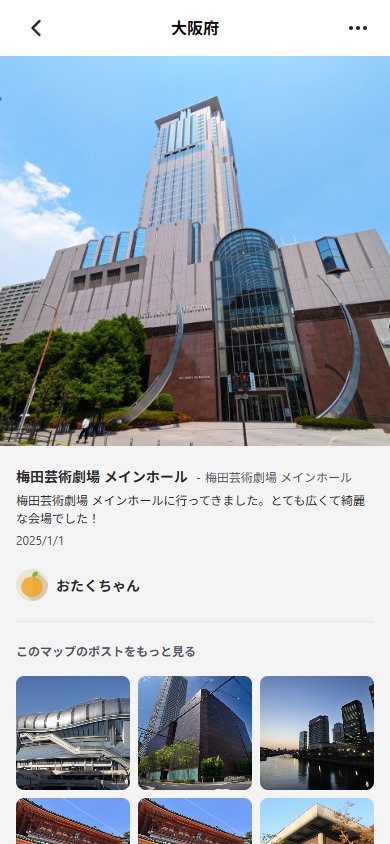 大阪府
梅田芸術劇場 メインホール - 梅田芸術劇場 メインホール
梅田芸術劇場 メインホールに行ってきました。とても広くて綺麗
な会場でした！
2025/1/1
おたくちゃん
このマップのポストをもっと見る